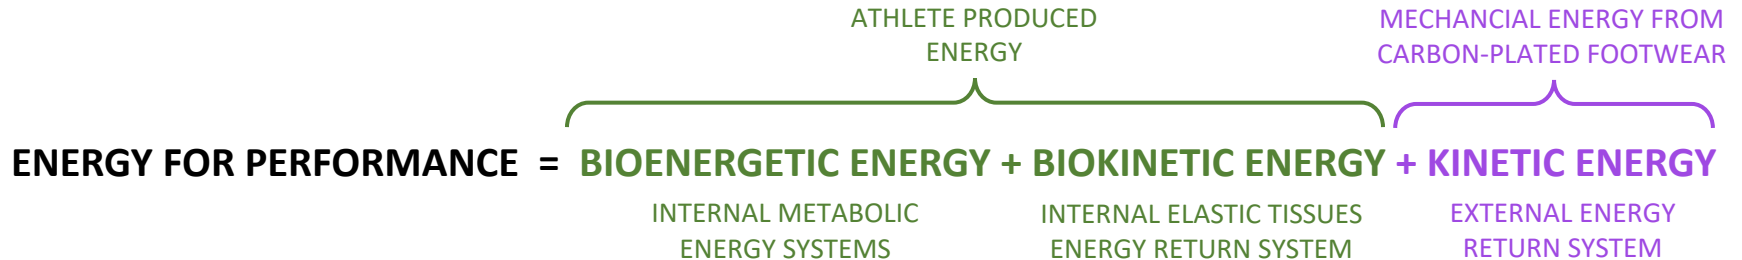 ATHLETE PRODUCED
ENERGY
MECHANCIAL ENERGY FROM
CARBON-PLATED FOOTWEAR
ENERGY FOR PERFORMANCE = BIOENERGETIC ENERGY + BIOKINETIC ENERGY + KINETIC ENERGY
INTERNAL METABOLIC
ENERGY SYSTEMS
INTERNAL ELASTIC TISSUES
ENERGY RETURN SYSTEM
EXTERNAL ENERGY
RETURN SYSTEM